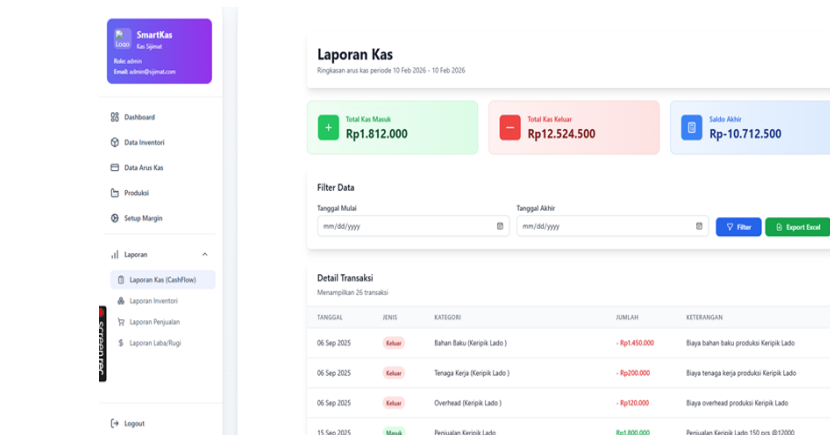 SmartKas
Logo
Kas Sijimat
Role: admin
Email: admin@sijimat.com
Dashboard
Data Inventori
Data Arus Kas
Produksi
Setup Margin
Laporan
Laporan Kas (CashFlow)
Laporan Inventori
Laporan Penjualan
Laporan Laba/Rugi
Logout
screenrec
Laporan Kas
Ringkasan arus kas periode 10 Feb 2026 - 10 Feb 2026
Total Kas Masuk
Rp1.812.000
Total Kas Keluar
Rp12.524.500
Saldo Akhir
Rp-10.712.500
Filter Data
Tanggal Mulai
mm/dd/yyyy
Tanggal Akhir
mm/dd/yyyy
Filter
Export Excel
Detail Transaksi
Menampilkan 26 transaksi
TANGGAL JENIS KATEGORI JUMLAH KETERANGAN
06 Sep 2025 Keluar Bahan Baku (Keripik Lado ) - Rp1.450.000 Biaya bahan baku produksi Keripik Lado
06 Sep 2025 Keluar Tenaga Kerja (Keripik Lado ) - Rp200.000 Biaya tenaga kerja produksi Keripik Lado
06 Sep 2025 Keluar Overhead (Keripik Lado ) - Rp120.000 Biaya overhead produksi Keripik Lado
15 Sep 2025 Masuk Penjualan Keripik Lado Rp1.800.000 Penjualan Keripik Lado 150 pcs @12000